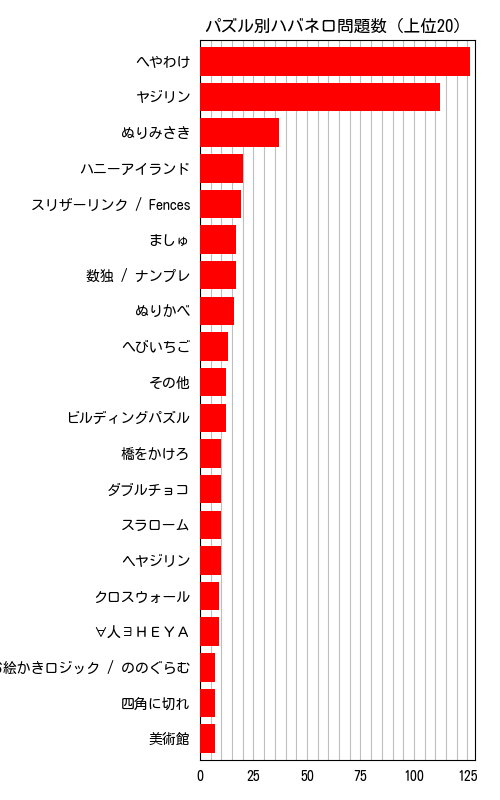 パズル別ハバネロ問題数（上位20）
へやわけ
ヤジリン
ぬりみさき
ハニーアイランド
スリザーリンク / Fences
ましゅ
数独 / ナンプレ
ぬりかべ
へびいちご
その他
ビルディングパズル
橋をかけろ
ダブルチョコ
スラローム
ヘヤジリン
クロスウォール
∀人∃ＨＥＹＡ
絵かきロジック / ののぐらむ
四角に切れ
美術館
0 25 50 75 100 125